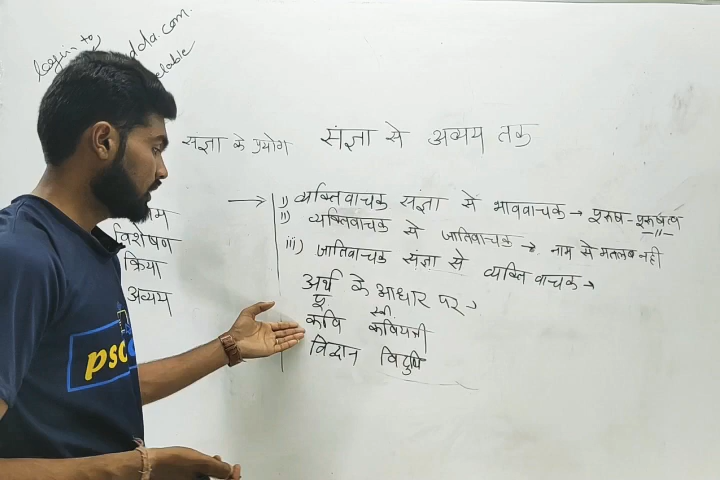 login to
dda.com.
संज्ञा के प्रयोग
संज्ञा से अव्यय तक
विशेषण
क्रिया
अव्यय
i) व्यक्तिवाचक संज्ञा से भाववाचक → पुरुष - पुरुषत्व
ii) व्यक्तिवाचक से जातिवाचक → नाम से मतलब नही
iii) जातिवाचक संज्ञा से व्यक्ति वाचक →
अर्थ के आधार पर →
पु स्त्री
कवि कवियत्री
विद्वान विदुषि
psc